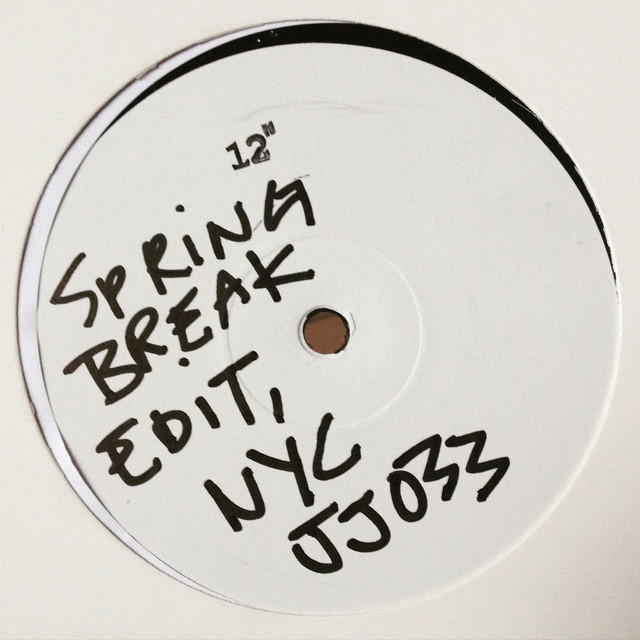 12"
SPRING
BREAK
EDIT,
NYC
JJ033